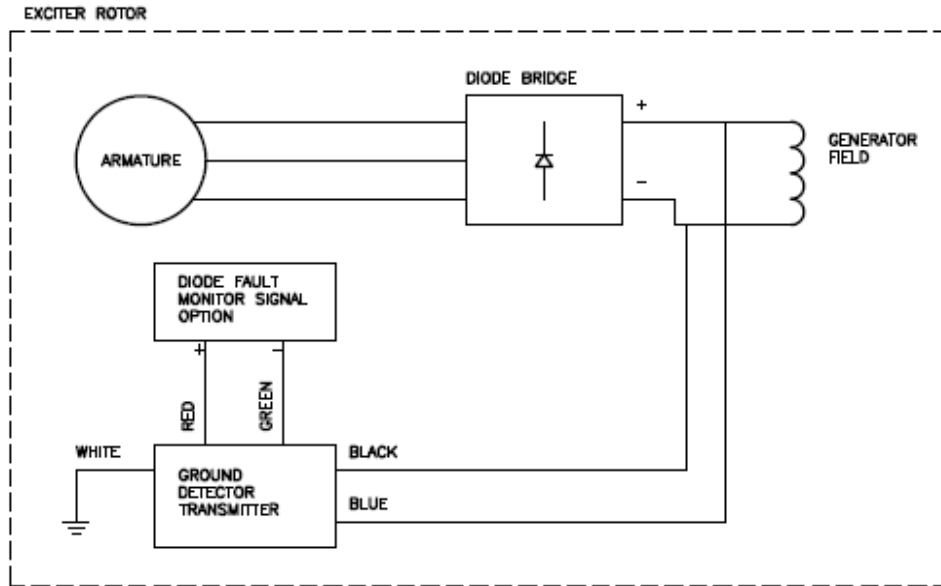 EXCITER ROTOR
DIODE BRIDGE
+
ARMATURE
GENERATOR
FIELD
−
DIODE FAULT
MONITOR SIGNAL
OPTION
+
−
RED
GREEN
WHITE
BLACK
GROUND
DETECTOR
TRANSMITTER
BLUE